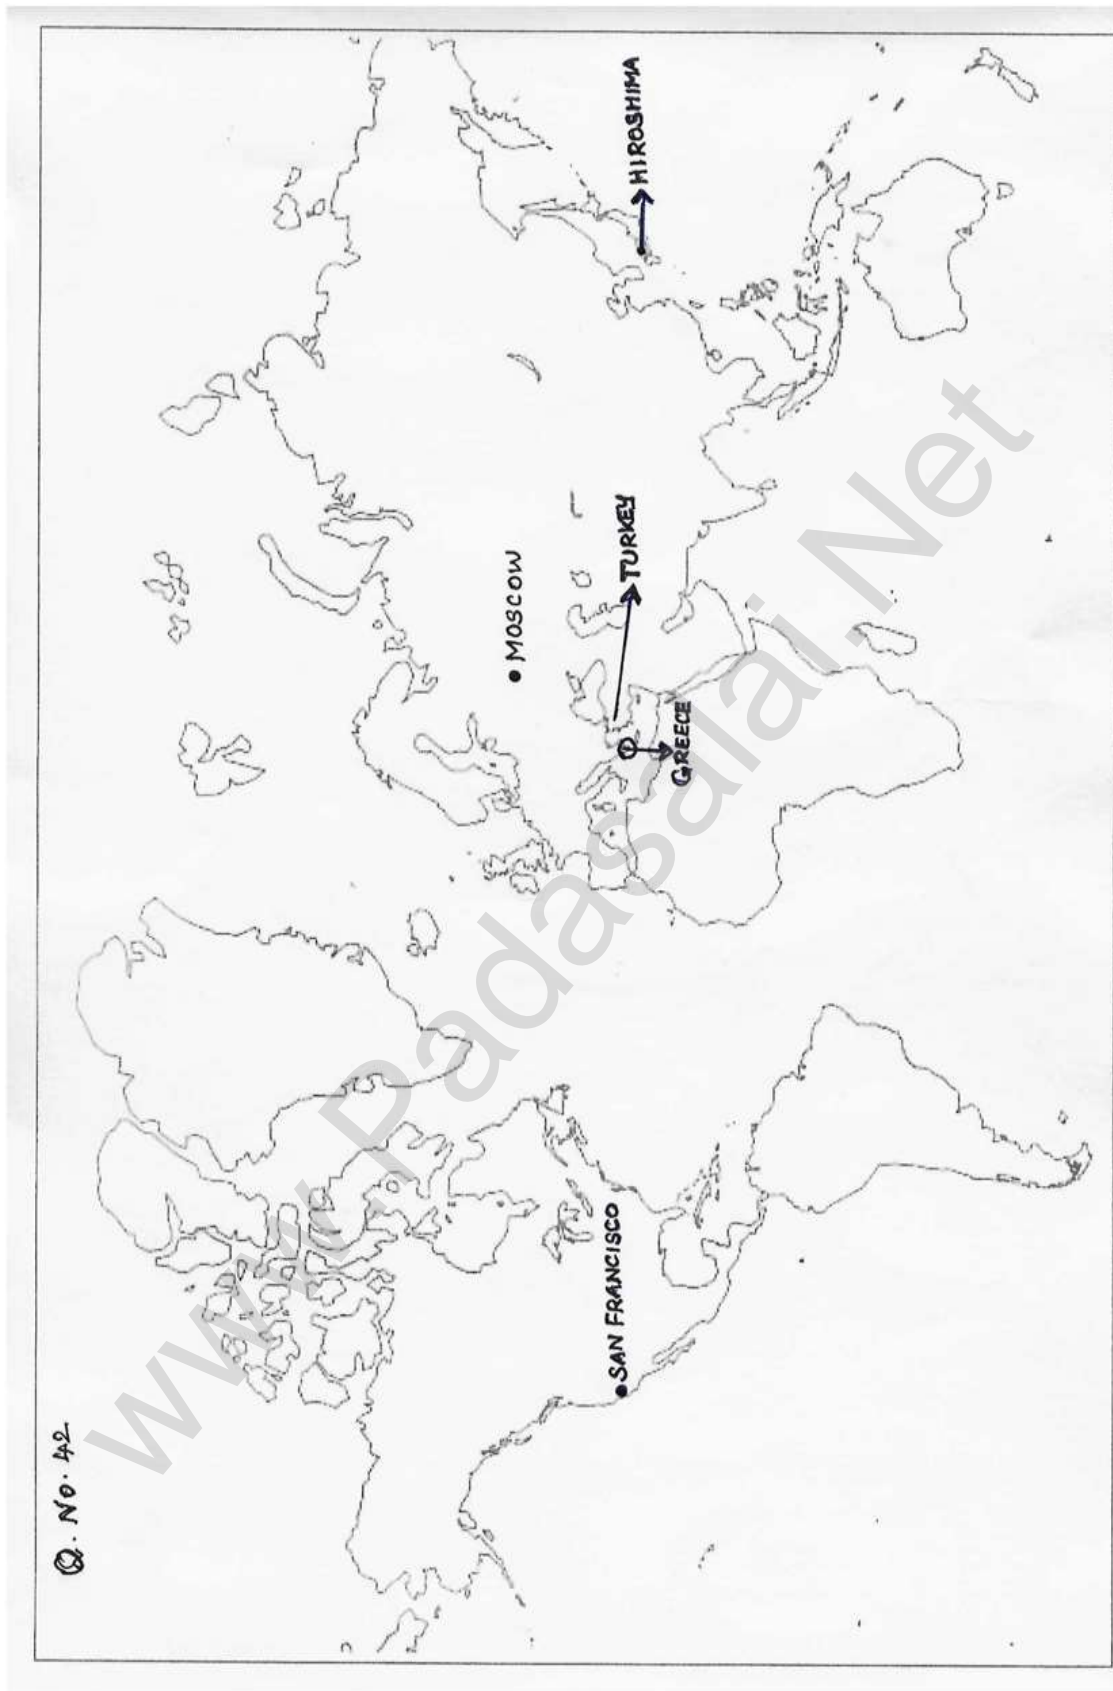 Q. No. 42
MOSCOW
HIROSHIMA
TURKEY
GREECE
SAN FRANCISCO
www.Padasalai.Net